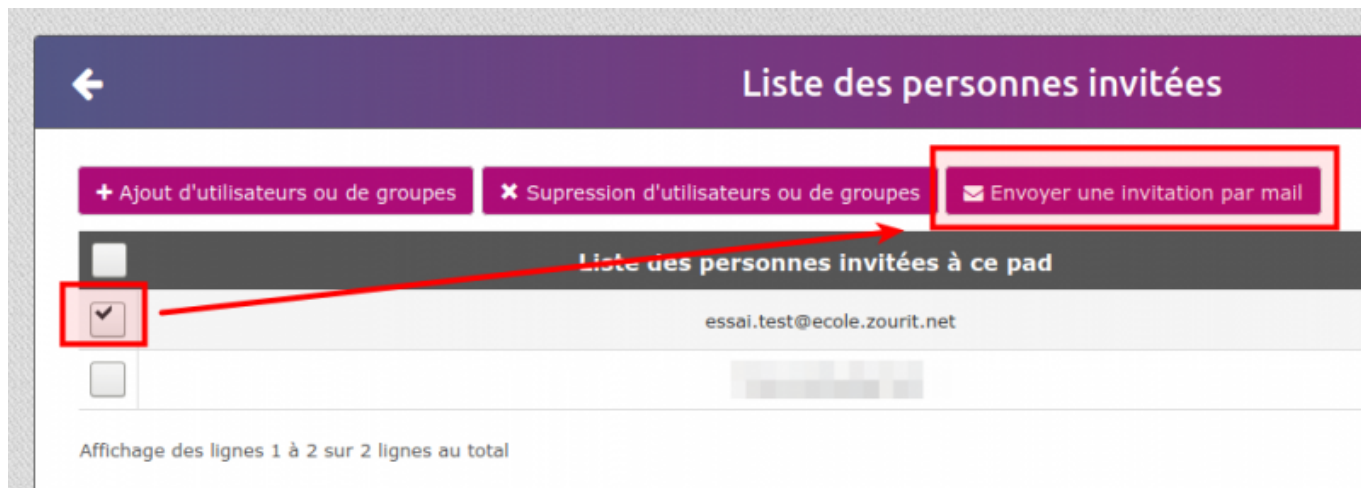 Liste des personnes invitées
Ajout d'utilisateurs ou de groupes
Supression d'utilisateurs ou de groupes
Envoyer une invitation par mail
Liste des personnes invitées à ce pad
essai.test@ecole.zourit.net
Affichage des lignes 1 à 2 sur 2 lignes au total